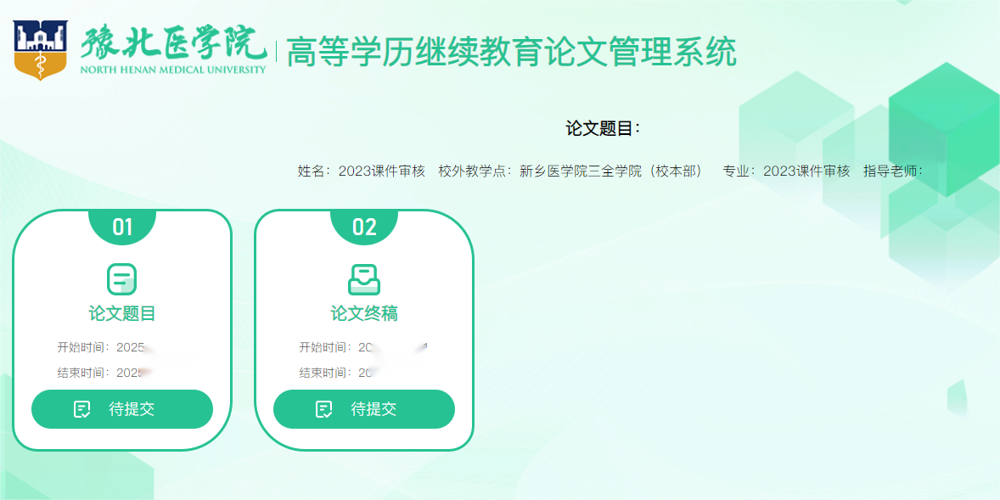 豫北医学院
NORTH HENAN MEDICAL UNIVERSITY
高等学历继续教育论文管理系统
论文题目：
姓名：2023课件审核 校外教学点：新乡医学院三全学院（校本部） 专业：2023课件审核 指导老师：
01
论文题目
开始时间：2025
结束时间：202
待提交
02
论文终稿
开始时间：20
结束时间：20
待提交